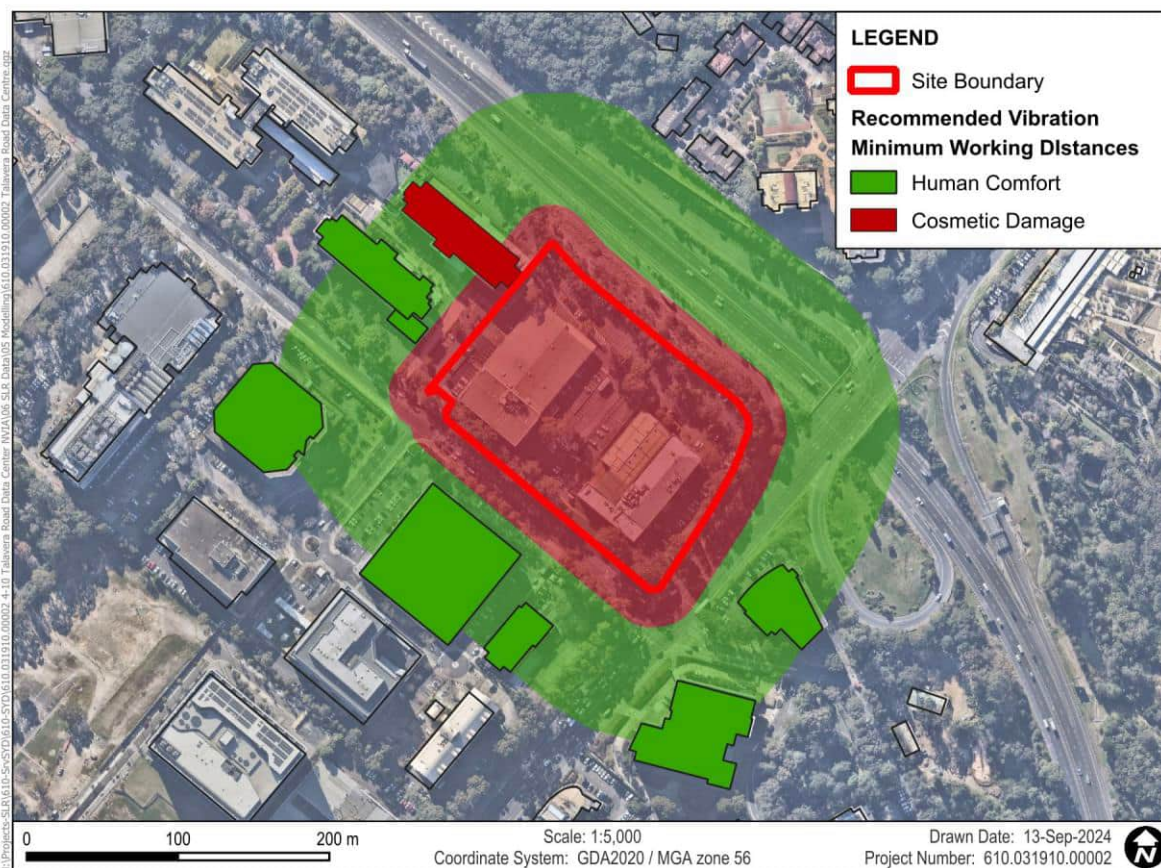 LEGEND
Site Boundary
Recommended Vibration
Minimum Working DIstances
Human Comfort
Cosmetic Damage
0 100 200 m
Scale: 1:5,000
Coordinate System: GDA2020 / MGA zone 56
Drawn Date: 13-Sep-2024
Project Number: 610.031910.00002
N